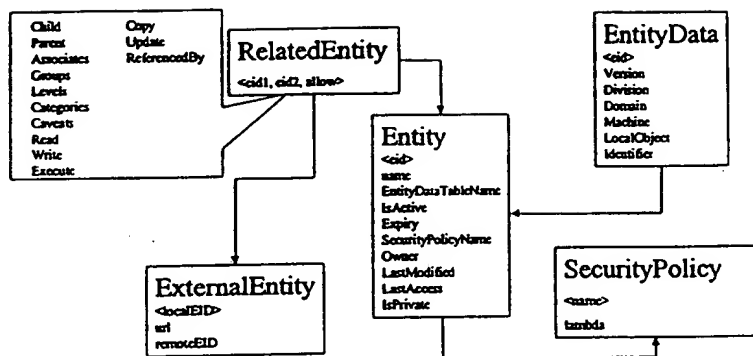 Child
Parent
Associates
Groups
Levels
Categories
Caveats
Read
Write
Execute
Copy
Update
ReferencedBy
RelatedEntity
<eid1, eid2, allow>
EntityData
<eid>
Version
Division
Domain
Machine
LocalObject
Identifier
Entity
<eid>
name
EntityDataTableName
IsActive
Expiry
SecurityPolicyName
Owner
LastModified
LastAccess
IsPrivate
ExternalEntity
<localEID>
url
remoteEID
SecurityPolicy
<name>
lambda